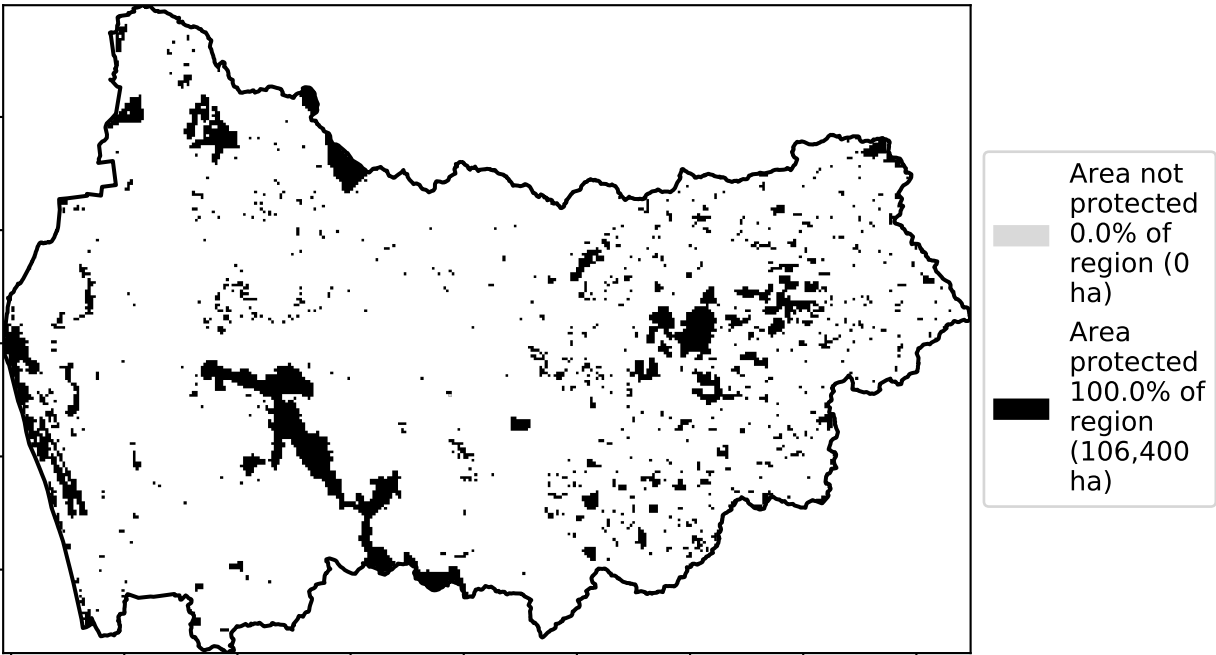 Area not
protected
0.0% of
region (0
ha)
Area
protected
100.0% of
region
(106,400
ha)